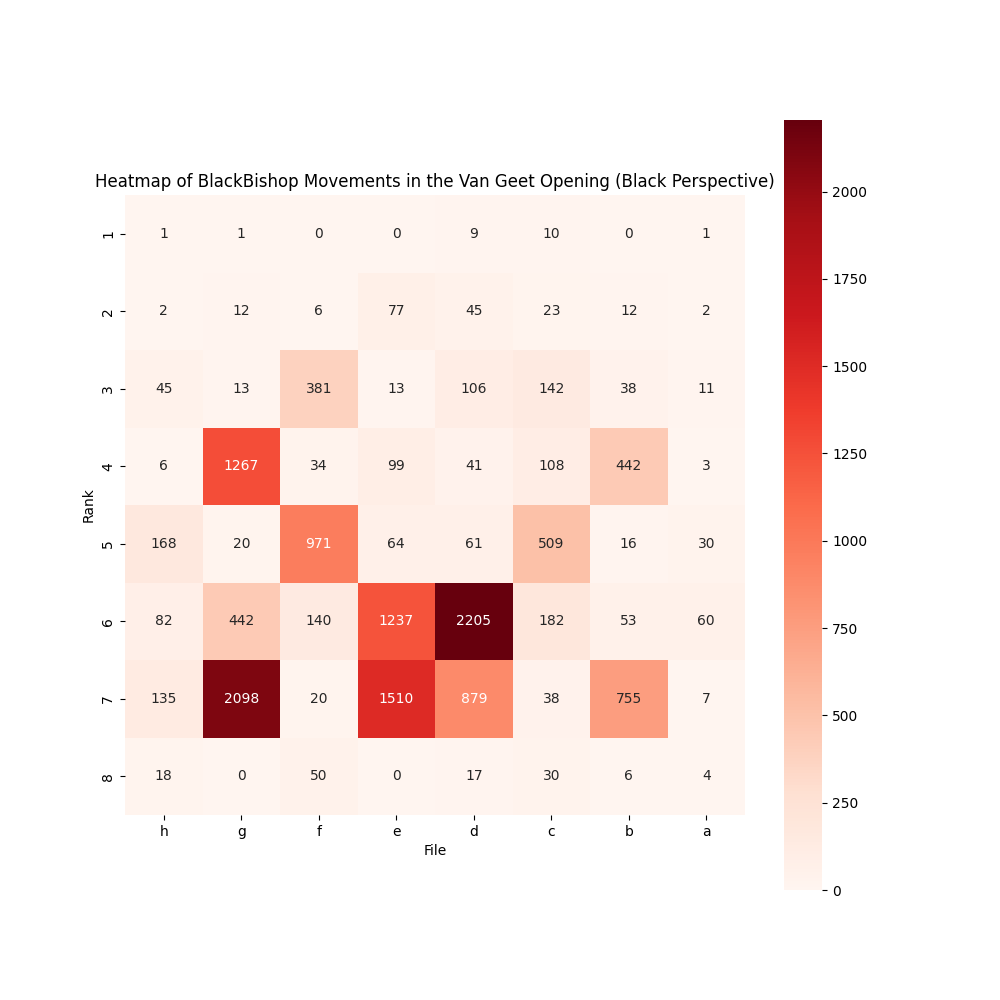 Heatmap of BlackBishop Movements in the Van Geet Opening (Black Perspective)
Rank
1 1 1 0 0 9 10 0 1
2 2 12 6 77 45 23 12 2
3 45 13 381 13 106 142 38 11
4 6 1267 34 99 41 108 442 3
5 168 20 971 64 61 509 16 30
6 82 442 140 1237 2205 182 53 60
7 135 2098 20 1510 879 38 755 7
8 18 0 50 0 17 30 6 4
h g f e d c b a
File
2000
1750
1500
1250
1000
750
500
250
0